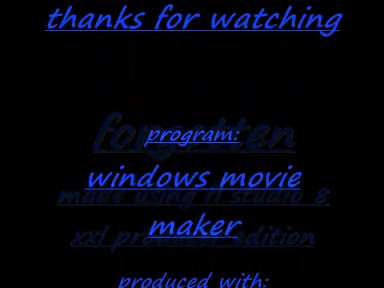 thanks for watching
forgotten
program:
windows movie
made using fl studio 8
maker
xxl producer edition
produced with: